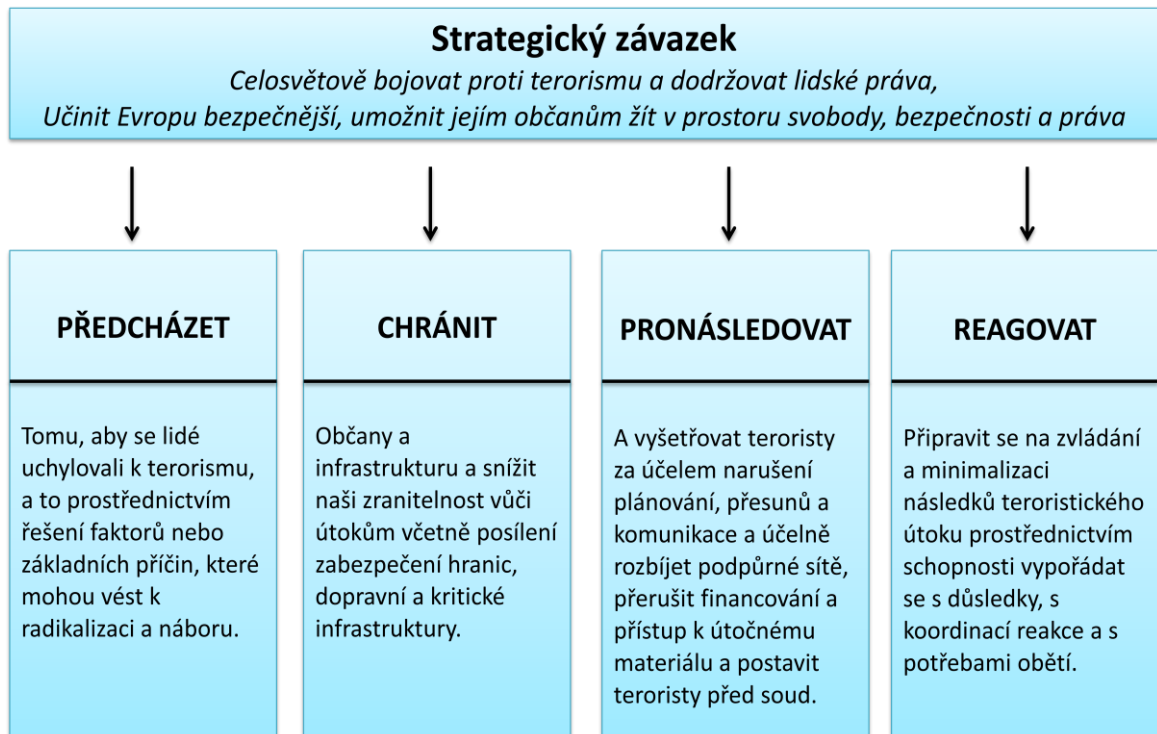 Strategický závazek
Celosvětově bojovat proti terorismu a dodržovat lidské práva,
Učinit Evropu bezpečnější, umožnit jejím občanům žít v prostoru svobody, bezpečnosti a práva
PŘEDCHÁZET
Tomu, aby se lidé
uchylovali k terorismu,
a to prostřednictvím
řešení faktorů nebo
základních příčin, které
mohou vést k
radikalizaci a náboru.
CHRÁNIT
Občany a
infrastrukturu a snížit
naši zranitelnost vůči
útokům včetně posílení
zabezpečení hranic,
dopravní a kritické
infrastruktury.
PRONÁSLEDOVAT
A vyšetřovat teroristy
za účelem narušení
plánování, přesunů a
komunikace a účelně
rozbíjet podpůrné sítě,
přerušit financování a
přístup k útočnému
materiálu a postavit
teroristy před soud.
REAGOVAT
Připravit se na zvládání
a minimalizaci
následků teroristického
útoku prostřednictvím
schopnosti vypořádat
se s důsledky, s
koordinací reakce a s
potřebami obětí.